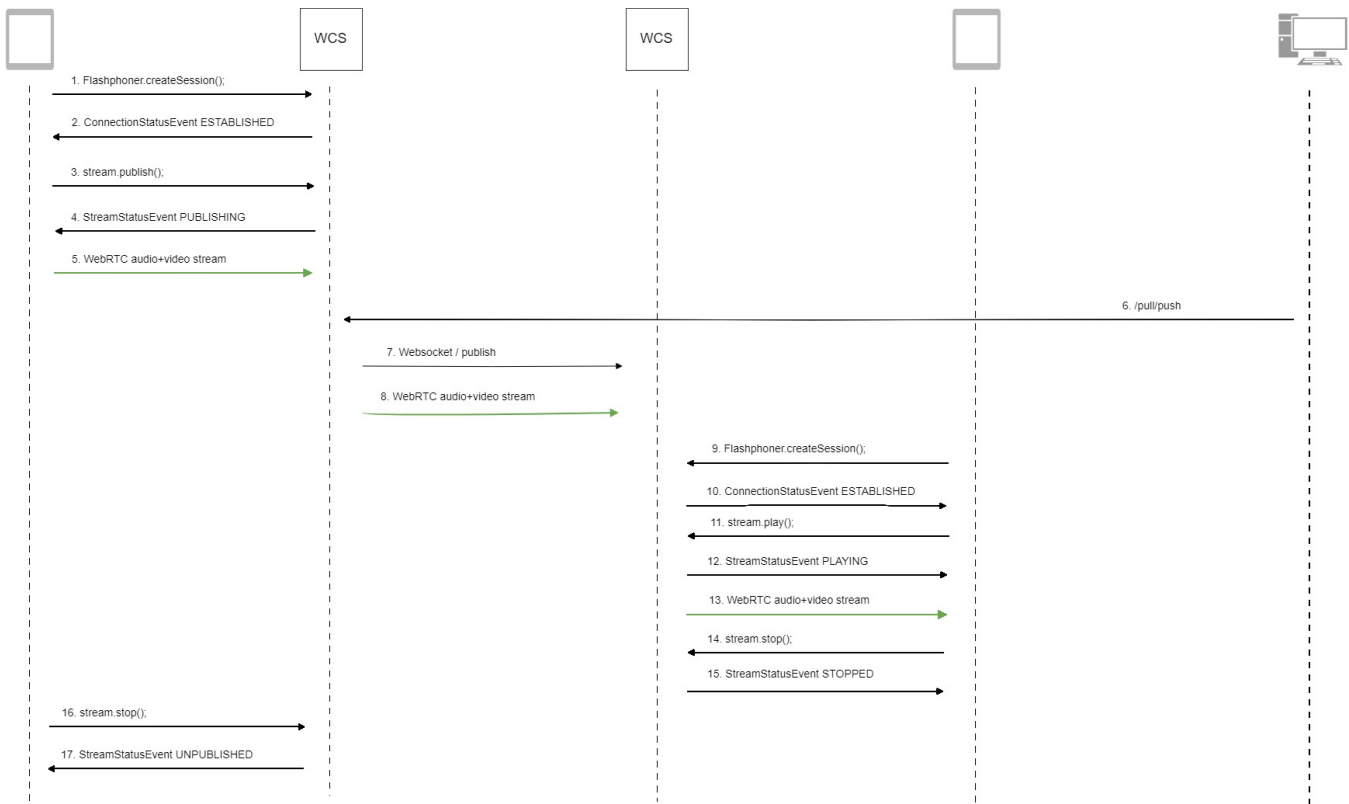 WCS
WCS
1. Flashphoner.createSession();
2. ConnectionStatusEvent ESTABLISHED
3. stream.publish();
4. StreamStatusEvent PUBLISHING
5. WebRTC audio+video stream
6. /pull/push
7. Websocket / publish
8. WebRTC audio+video stream
9. Flashphoner.createSession();
10. ConnectionStatusEvent ESTABLISHED
11. stream.play();
12. StreamStatusEvent PLAYING
13. WebRTC audio+video stream
14. stream.stop();
15. StreamStatusEvent STOPPED
16. stream.stop();
17. StreamStatusEvent UNPUBLISHED